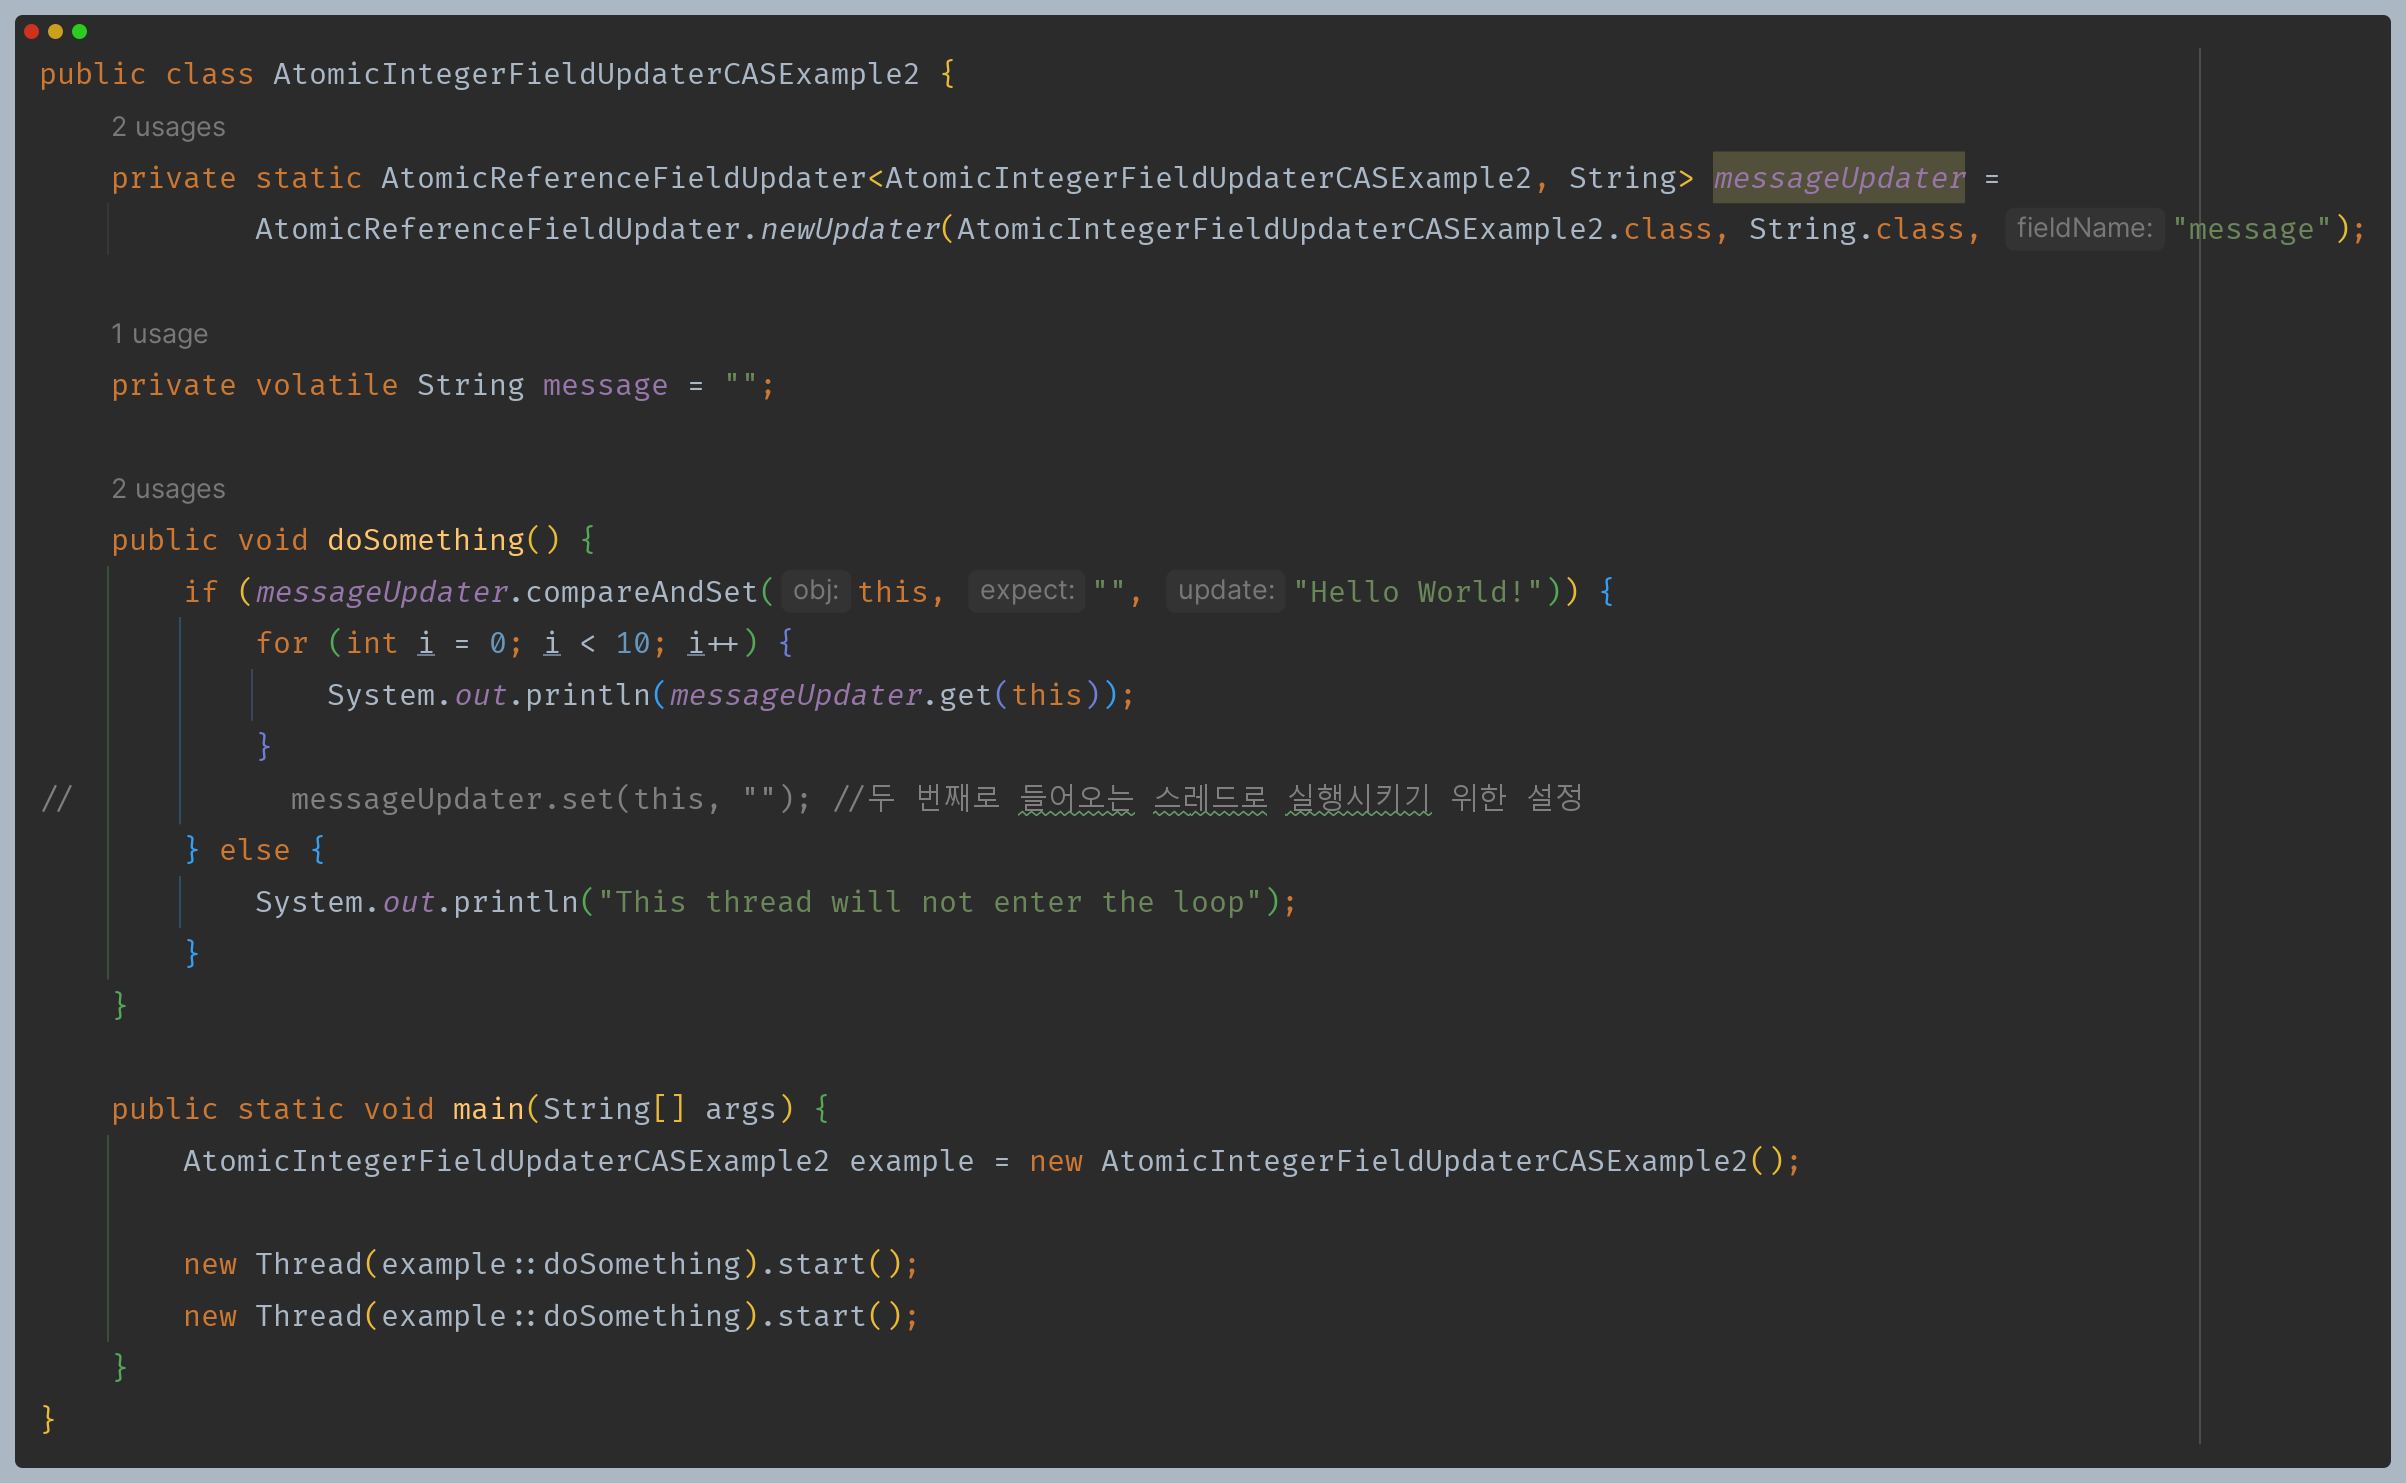 public class AtomicIntegerFieldUpdaterCASExample2 {
2 usages
private static AtomicReferenceFieldUpdater<AtomicIntegerFieldUpdaterCASExample2, String> messageUpdater =
AtomicReferenceFieldUpdater.newUpdater(AtomicIntegerFieldUpdaterCASExample2.class, String.class, fieldName: "message");
1 usage
private volatile String message = "";
2 usages
public void doSomething() {
if (messageUpdater.compareAndSet( obj: this, expect: "", update: "Hello World!")) {
for (int i = 0; i < 10; i++) {
System.out.println(messageUpdater.get(this));
}
// messageUpdater.set(this, ""); //두 번째로 들어오는 스레드로 실행시키기 위한 설정
} else {
System.out.println("This thread will not enter the loop");
}
}
public static void main(String[] args) {
AtomicIntegerFieldUpdaterCASExample2 example = new AtomicIntegerFieldUpdaterCASExample2();
new Thread(example::doSomething).start();
new Thread(example::doSomething).start();
}
}